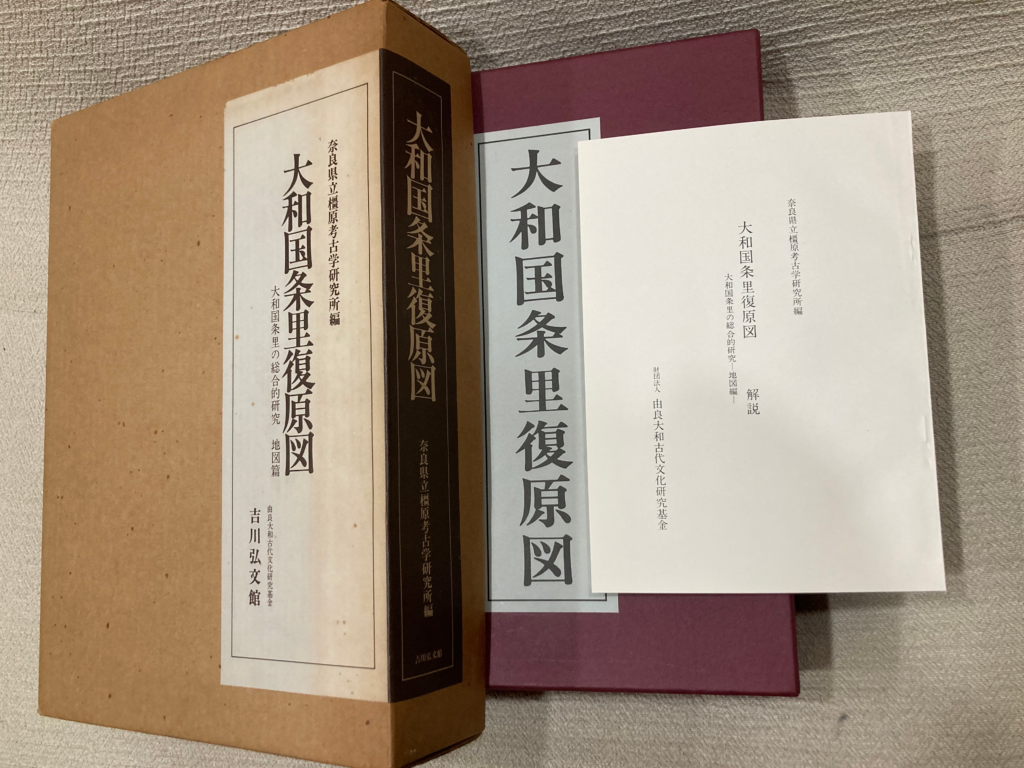 奈良県立橿原考古学研究所編
大和国条里復原図
大和国条里の総合的研究 地図篇
由良大和古代文化研究基金
吉川弘文館
大和国条里復原図
奈良県立橿原考古学研究所編
吉川弘文館
大和国条里復原図
奈良県立橿原考古学研究所編
大和国条里復原図 解説
大和国条里の総合的研究―地図編―
社団法人 由良大和古代文化研究基金